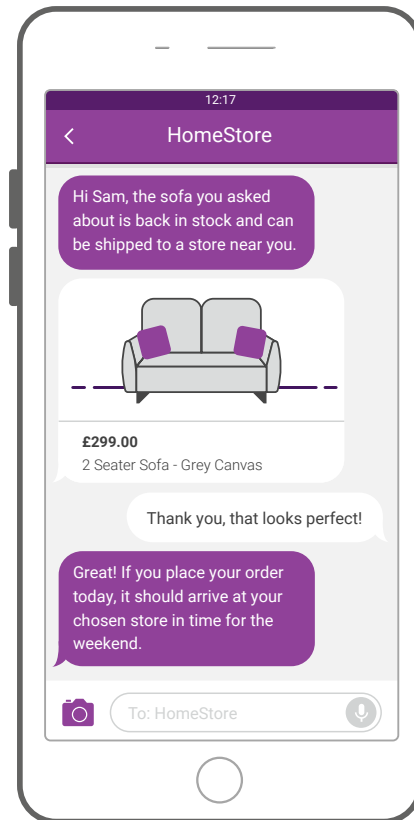 12:17
HomeStore
Hi Sam, the sofa you asked
about is back in stock and can
be shipped to a store near you.
£299.00
2 Seater Sofa - Grey Canvas
Thank you, that looks perfect!
Great! If you place your order
today, it should arrive at your
chosen store in time for the
weekend.
To: HomeStore